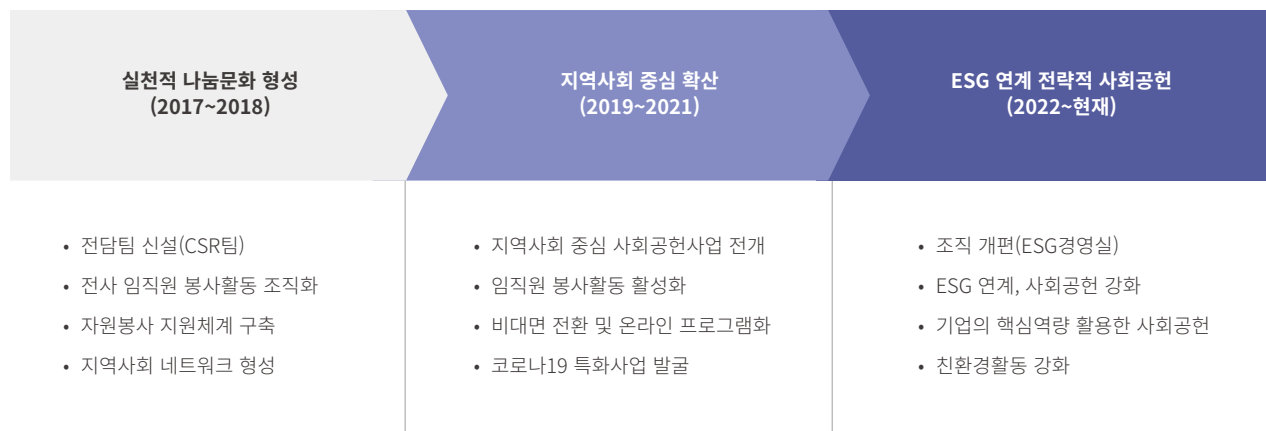 실천적 나눔문화 형성
(2017~2018)
지역사회 중심 확산
(2019~2021)
ESG 연계 전략적 사회공헌
(2022~현재)
• 전담팀 신설(CSR팀)
• 전사 임직원 봉사활동 조직화
• 자원봉사 지원체계 구축
• 지역사회 네트워크 형성
• 지역사회 중심 사회공헌사업 전개
• 임직원 봉사활동 활성화
• 비대면 전환 및 온라인 프로그램화
• 코로나19 특화사업 발굴
• 조직 개편(ESG경영실)
• ESG 연계, 사회공헌 강화
• 기업의 핵심역량 활용한 사회공헌
• 친환경활동 강화